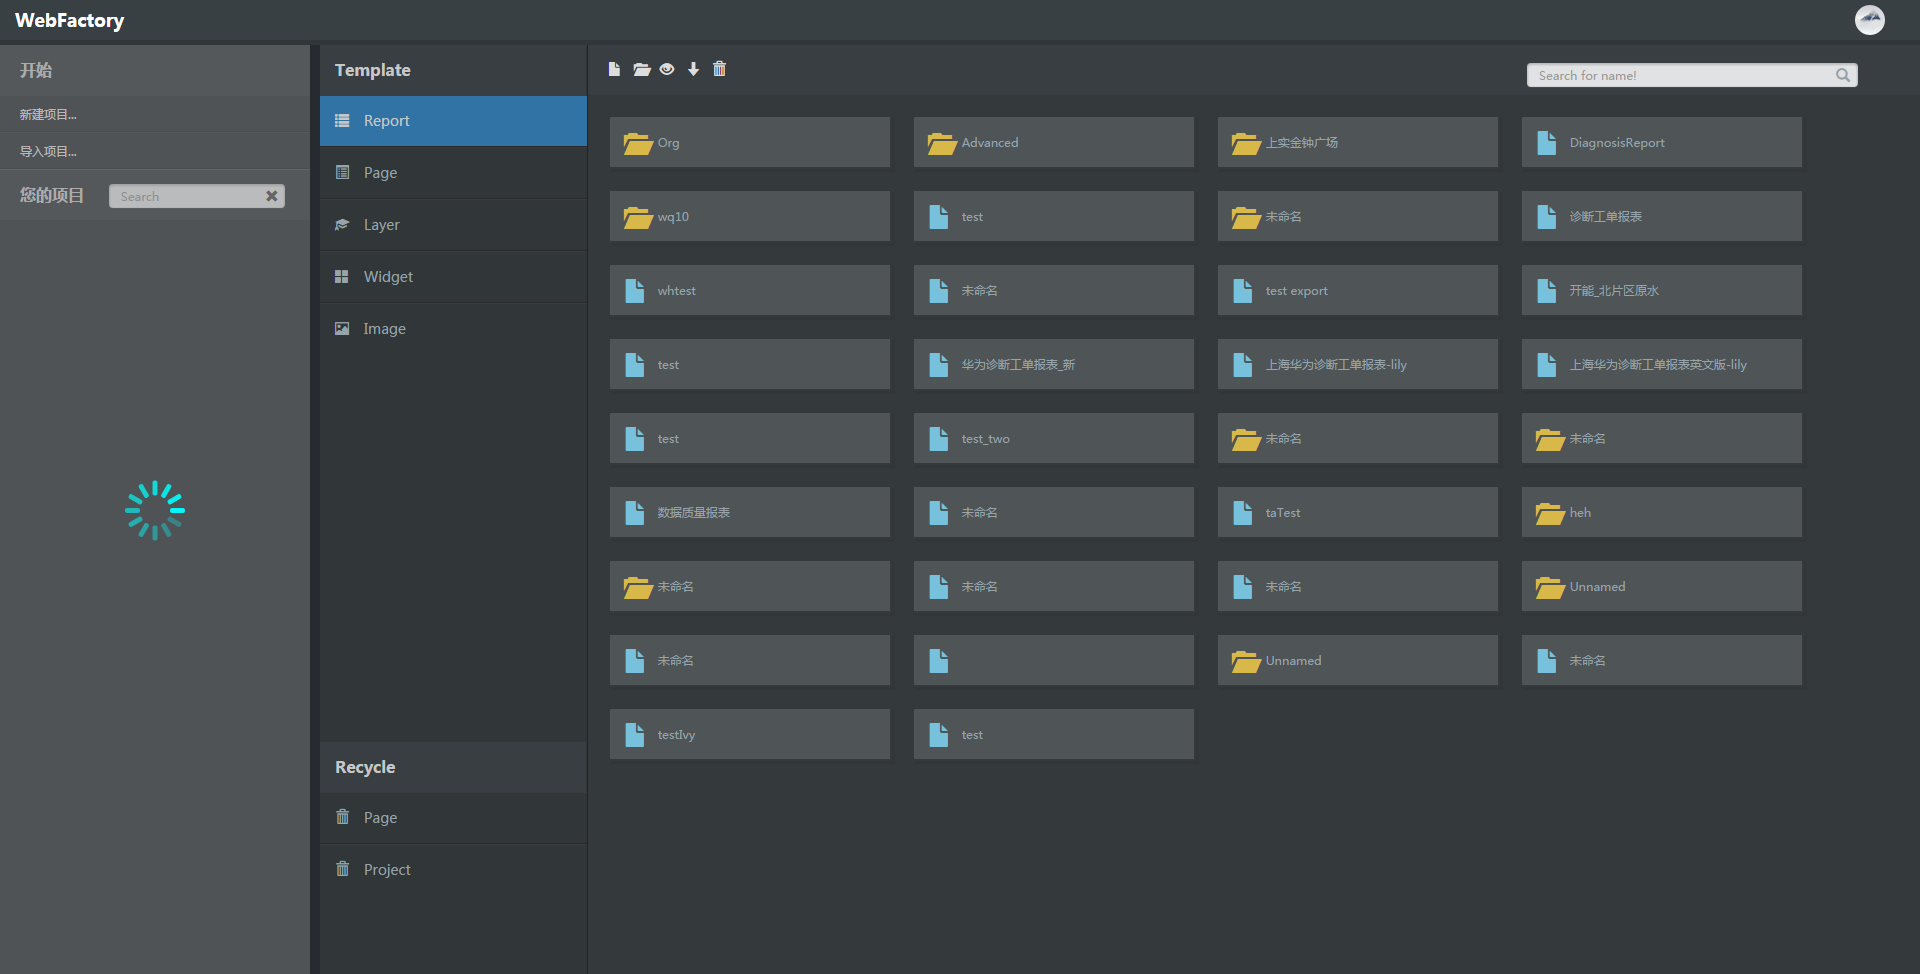 WebFactory
开始
新建项目...
导入项目...
您的项目
Search
Template
Report
Page
Layer
Widget
Image
Recycle
Page
Project
Search for name!
Org
Advanced
上实金钟广场
DiagnosisReport
wq10
test
未命名
诊断工单报表
whtest
未命名
test export
开能_北片区原水
test
华为诊断工单报表_新
上海华为诊断工单报表-lily
上海华为诊断工单报表英文版-lily
test
test_two
未命名
未命名
数据质量报表
未命名
taTest
heh
未命名
未命名
未命名
Unnamed
未命名
Unnamed
未命名
testIvy
test